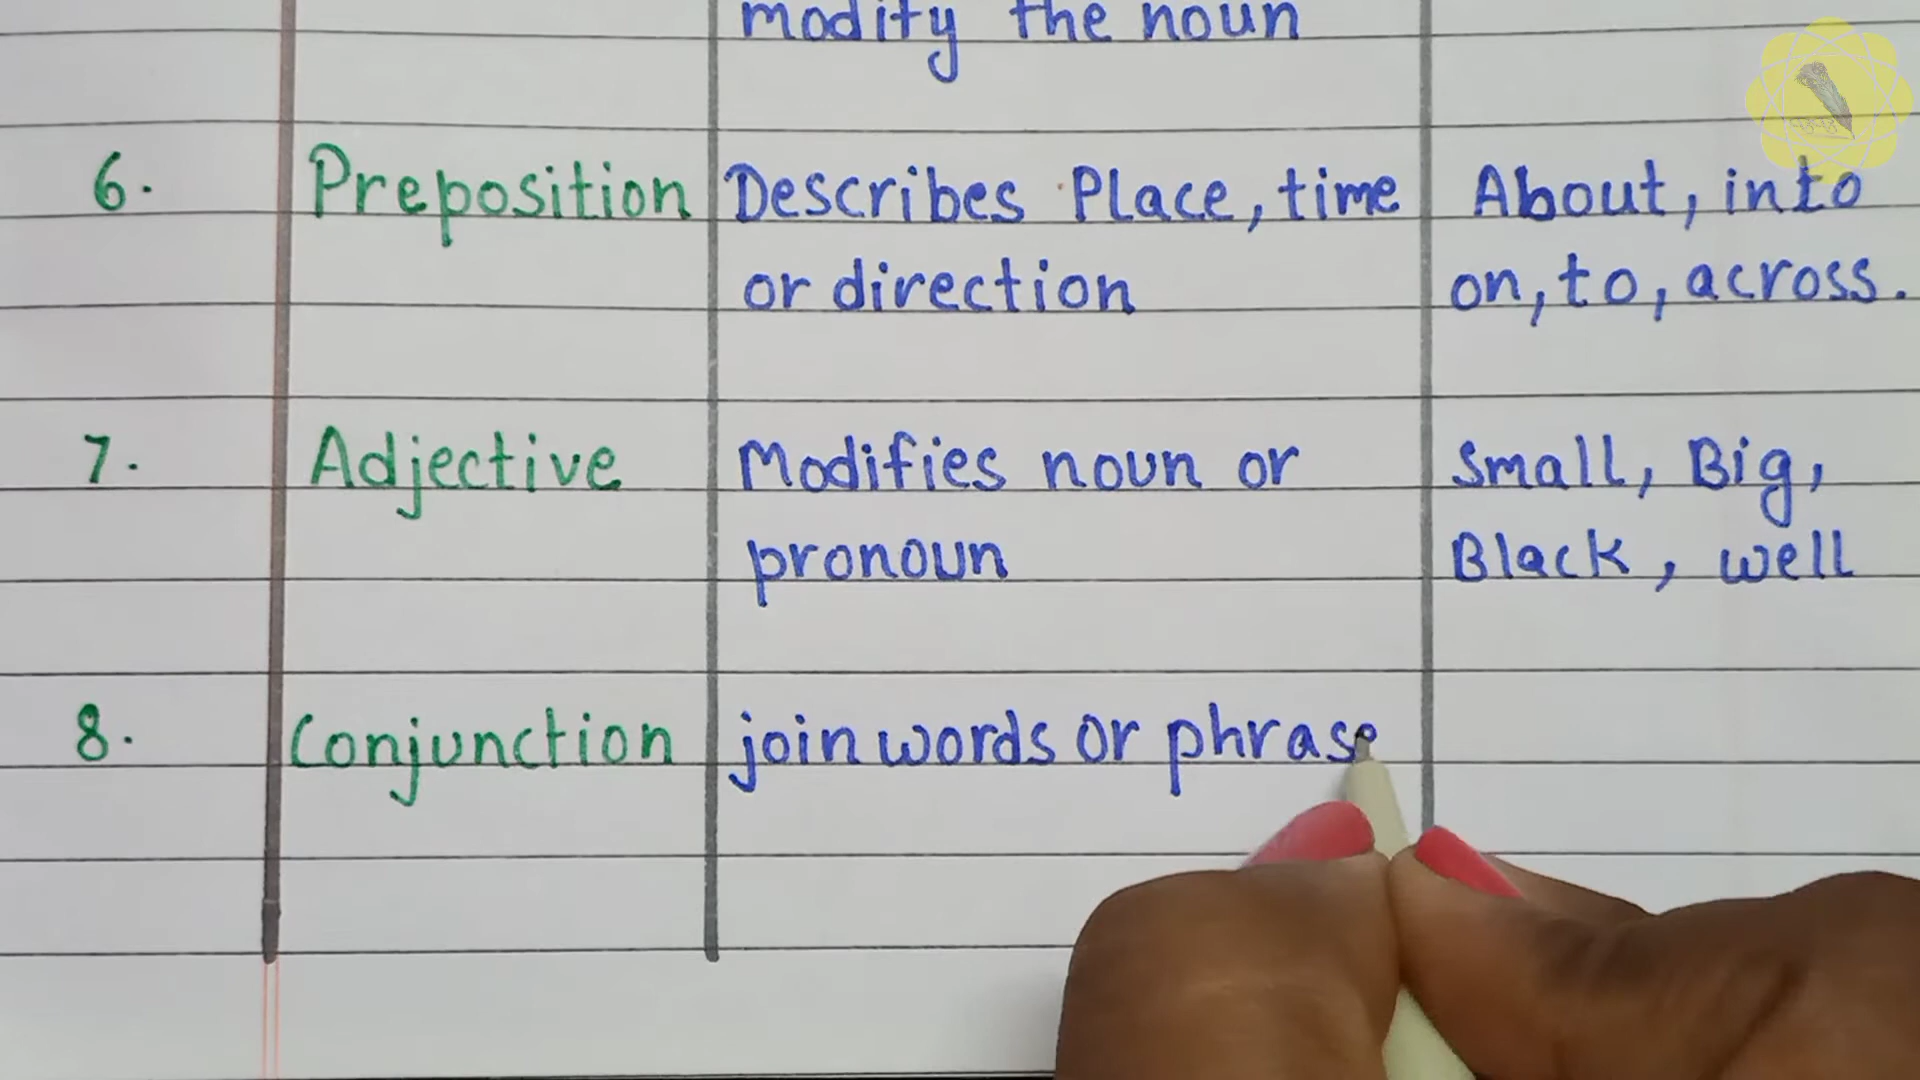 modify the noun
6. Preposition Describes Place, time About, into
or direction on, to, across.
7. Adjective Modifies noun or Small, Big,
pronoun Black, well
8. Conjunction join words or phrase